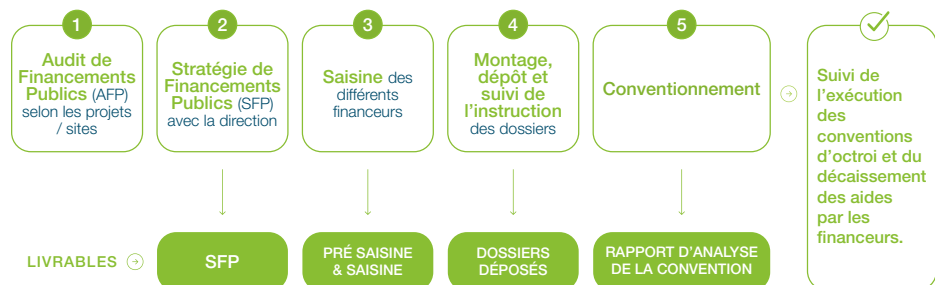 1
Audit de
Financements
Publics (AFP)
selon les projets
/ sites
2
Stratégie de
Financements
Publics (SFP)
avec la direction
3
Saisine des
différents
financeurs
4
Montage,
dépôt et
suivi de
l'instruction
des dossiers
5
Conventionnement
Suivi de
l'exécution
des
conventions
d'octroi et du
décaissement
des aides
par les
financeurs.
LIVRABLES
SFP
PRÉ SAISINE
& SAISINE
DOSSIERS
DÉPOSÉS
RAPPORT D'ANALYSE
DE LA CONVENTION